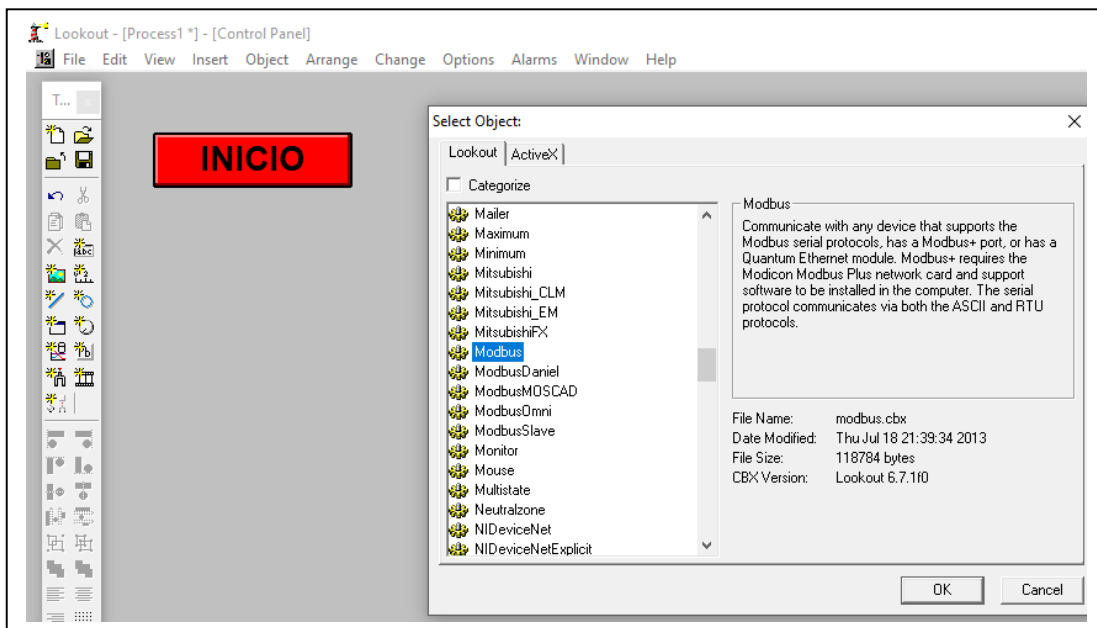 Lookout - [Process1 *] - [Control Panel]
File Edit View Insert Object Arrange Change Options Alarms Window Help
T...
INICIO
Select Object:
Lookout ActiveX
Categorize
Mailer
Maximum
Minimum
Mitsubishi
Mitsubishi_CLM
Mitsubishi_EM
MitsubishiFX
Modbus
ModbusDaniel
ModbusMOSCAD
ModbusOmni
ModbusSlave
Monitor
Mouse
Multistate
Neutralzone
NIDeviceNet
NIDeviceNetExplicit
Modbus
Communicate with any device that supports the
Modbus serial protocols, has a Modbus+ port, or has a
Quantum Ethernet module. Modbus+ requires the
Modicon Modbus Plus network card and support
software to be installed in the computer. The serial
protocol communicates via both the ASCII and RTU
protocols.
File Name: modbus.cbx
Date Modified: Thu Jul 18 21:39:34 2013
File Size: 118784 bytes
CBX Version: Lookout 6.7.1f0
OK Cancel